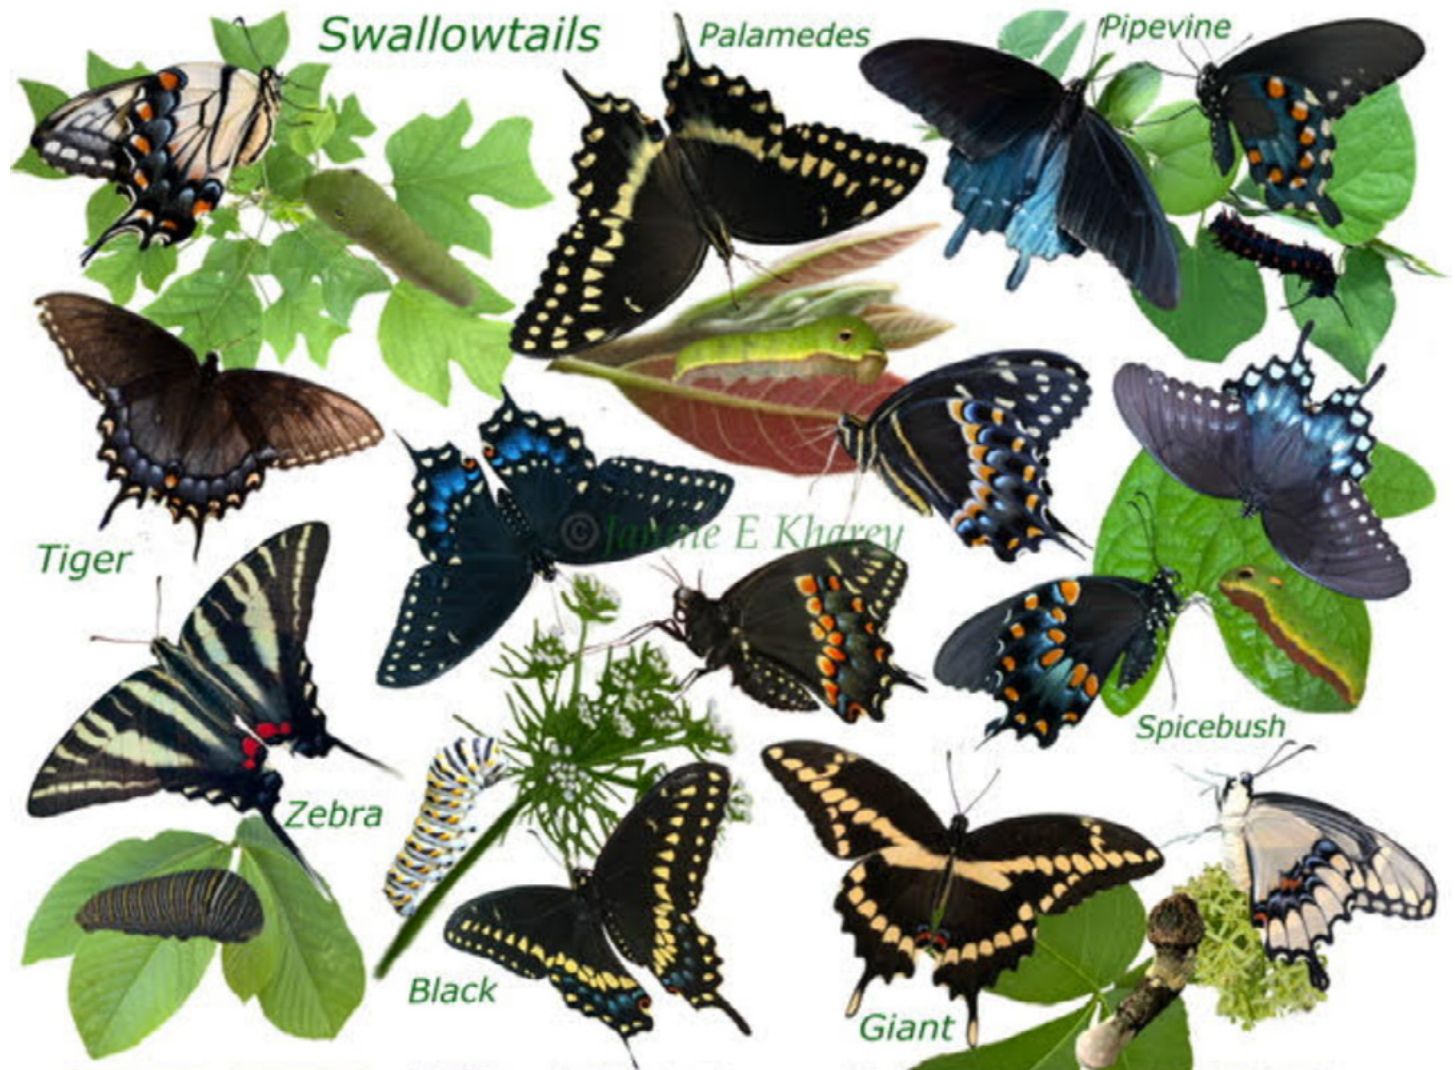 Swallowtails
Palamedes
Pipevine
Tiger
© Janine E Kharey
Spicebush
Zebra
Black
Giant